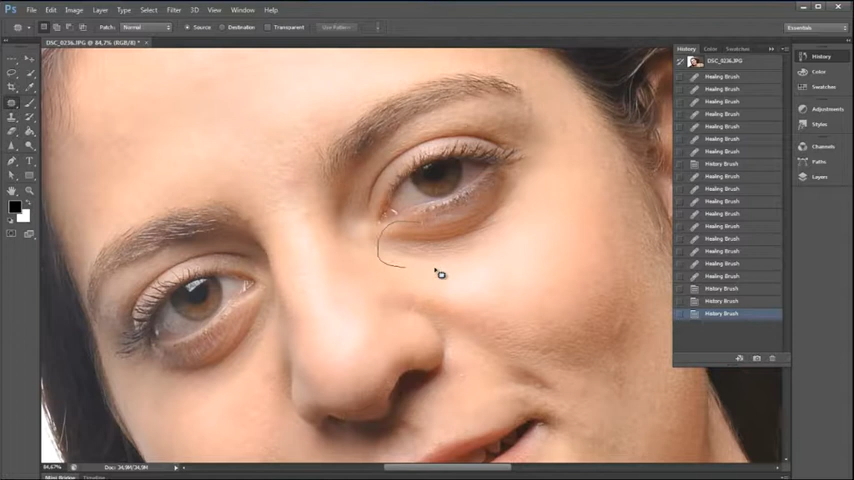 Ps File Edit Image Layer Type Select Filter 3D View Window Help
Patch: Normal Source Destination Transparent Use Pattern Essentials
DSC_0236.JPG @ 84,7% (RGB/8) *
History Color Swatches
DSC_0236.JPG
Healing Brush
Healing Brush
Healing Brush
Healing Brush
Healing Brush
Healing Brush
Healing Brush
History Brush
Healing Brush
Healing Brush
Healing Brush
Healing Brush
Healing Brush
Healing Brush
Healing Brush
Healing Brush
Healing Brush
History Brush
History Brush
History Brush
History
Color
Swatches
Adjustments
Styles
Channels
Paths
Layers
84,67% Doc: 34,9M/34,9M
Mini Bridge Timeline